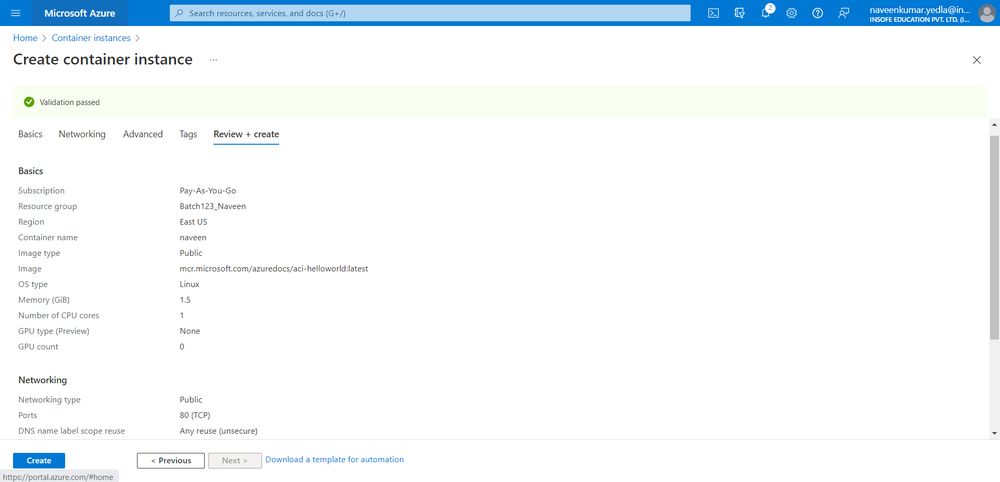 Microsoft Azure
Search resources, services, and docs (G+/)
2
naveenkumar.yedla@in...
INSOFE EDUCATION PVT. LTD. (I...
Home > Container instances >
Create container instance ...
Validation passed
Basics Networking Advanced Tags Review + create
Basics
Subscription Pay-As-You-Go
Resource group Batch123_Naveen
Region East US
Container name naveen
Image type Public
Image mcr.microsoft.com/azuredocs/aci-helloworld:latest
OS type Linux
Memory (GiB) 1.5
Number of CPU cores 1
GPU type (Preview) None
GPU count 0
Networking
Networking type Public
Ports 80 (TCP)
DNS name label scope reuse Any reuse (unsecure)
Create < Previous Next > Download a template for automation
https://portal.azure.com/#home